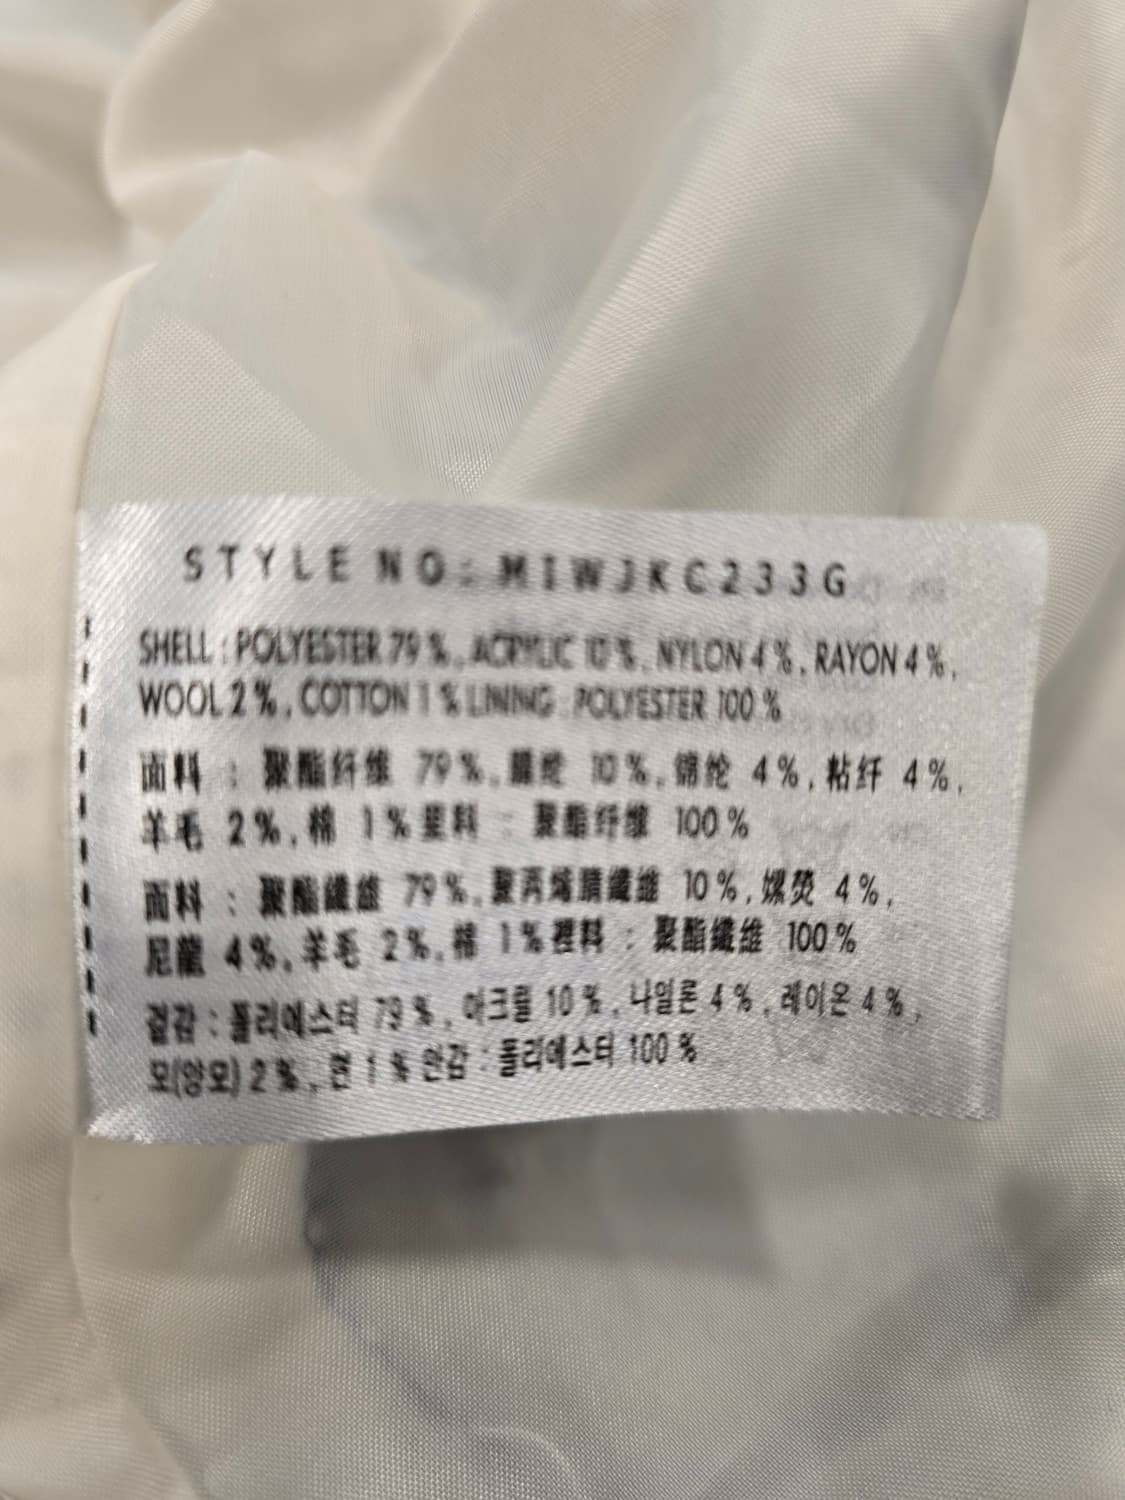 STYLE NO: MIWJKC233G
SHELL : POLYESTER 79 %, ACRYLIC 10 %, NYLON 4 %, RAYON 4 %,
WOOL 2 %, COTTON 1 % LINING : POLYESTER 100 %
面料 : 聚酯纤维 79 %, 腈纶 10 %, 锦纶 4 %, 粘纤 4 %,
羊毛 2 %, 棉 1 % 里料 : 聚酯纤维 100 %
面料 : 聚酯纖維 79 %, 聚丙烯腈纖維 10 %, 嫘縈 4 %,
尼龍 4%, 羊毛 2 %, 棉 1 % 裡料 : 聚酯纖維 100 %
겉감 : 폴리에스터 79 %, 아크릴 10 %, 나일론 4 %, 레이온 4 %,
모(양모) 2 %, 면 1 % 안감 : 폴리에스터 100 %